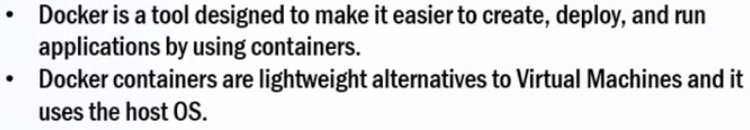 • Docker is a tool designed to make it easier to create, deploy, and run
applications by using containers.
• Docker containers are lightweight alternatives to Virtual Machines and it
uses the host OS.